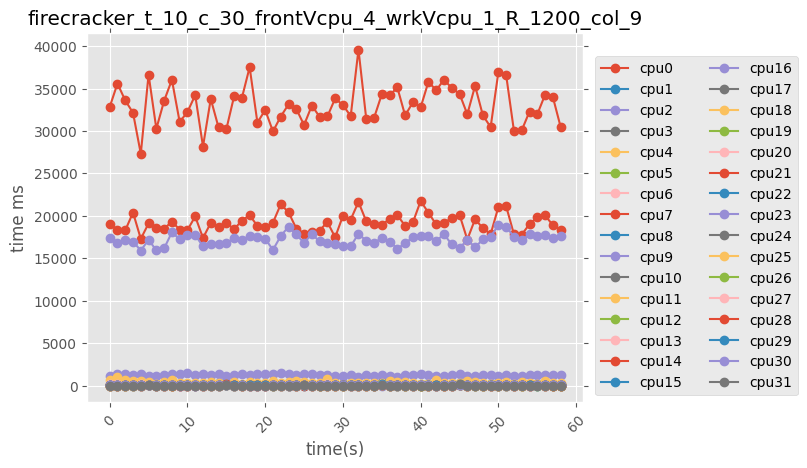 firecracker_t_10_c_30_frontVcpu_4_wrkVcpu_1_R_1200_col_9
time ms
40000
35000
30000
25000
20000
15000
10000
5000
0
0
10
20
30
40
50
60
time(s)
cpu0
cpu1
cpu2
cpu3
cpu4
cpu5
cpu6
cpu7
cpu8
cpu9
cpu10
cpu11
cpu12
cpu13
cpu14
cpu15
cpu16
cpu17
cpu18
cpu19
cpu20
cpu21
cpu22
cpu23
cpu24
cpu25
cpu26
cpu27
cpu28
cpu29
cpu30
cpu31